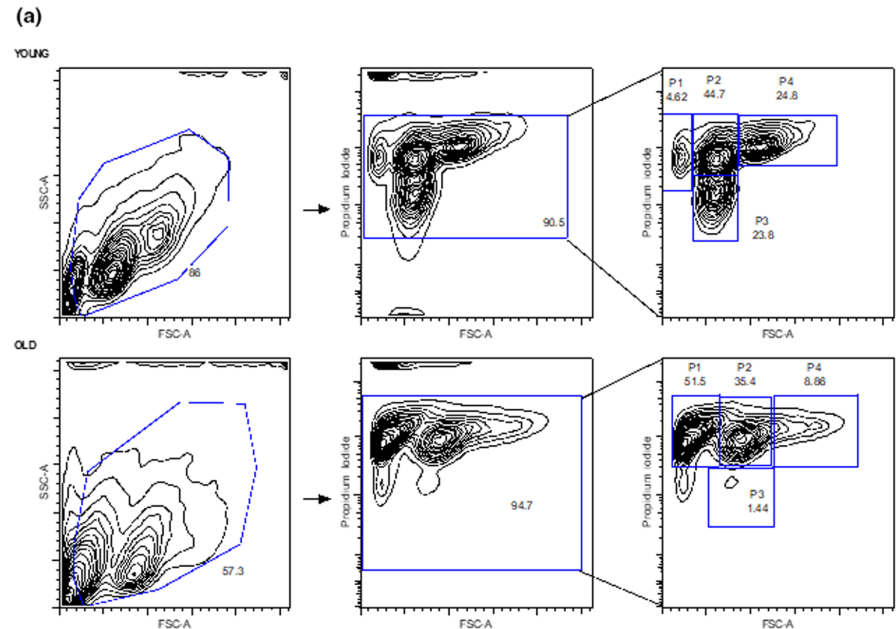 (a)
YOUNG
SSC-A
86
FSC-A
Propidium Iodide
90.5
FSC-A
Propidium Iodide
P1
4.62
P2
44.7
P4
24.8
P3
23.8
FSC-A
OLD
SSC-A
57.3
FSC-A
Propidium Iodide
94.7
FSC-A
Propidium Iodide
P1
51.5
P2
35.4
P4
8.86
P3
1.44
FSC-A